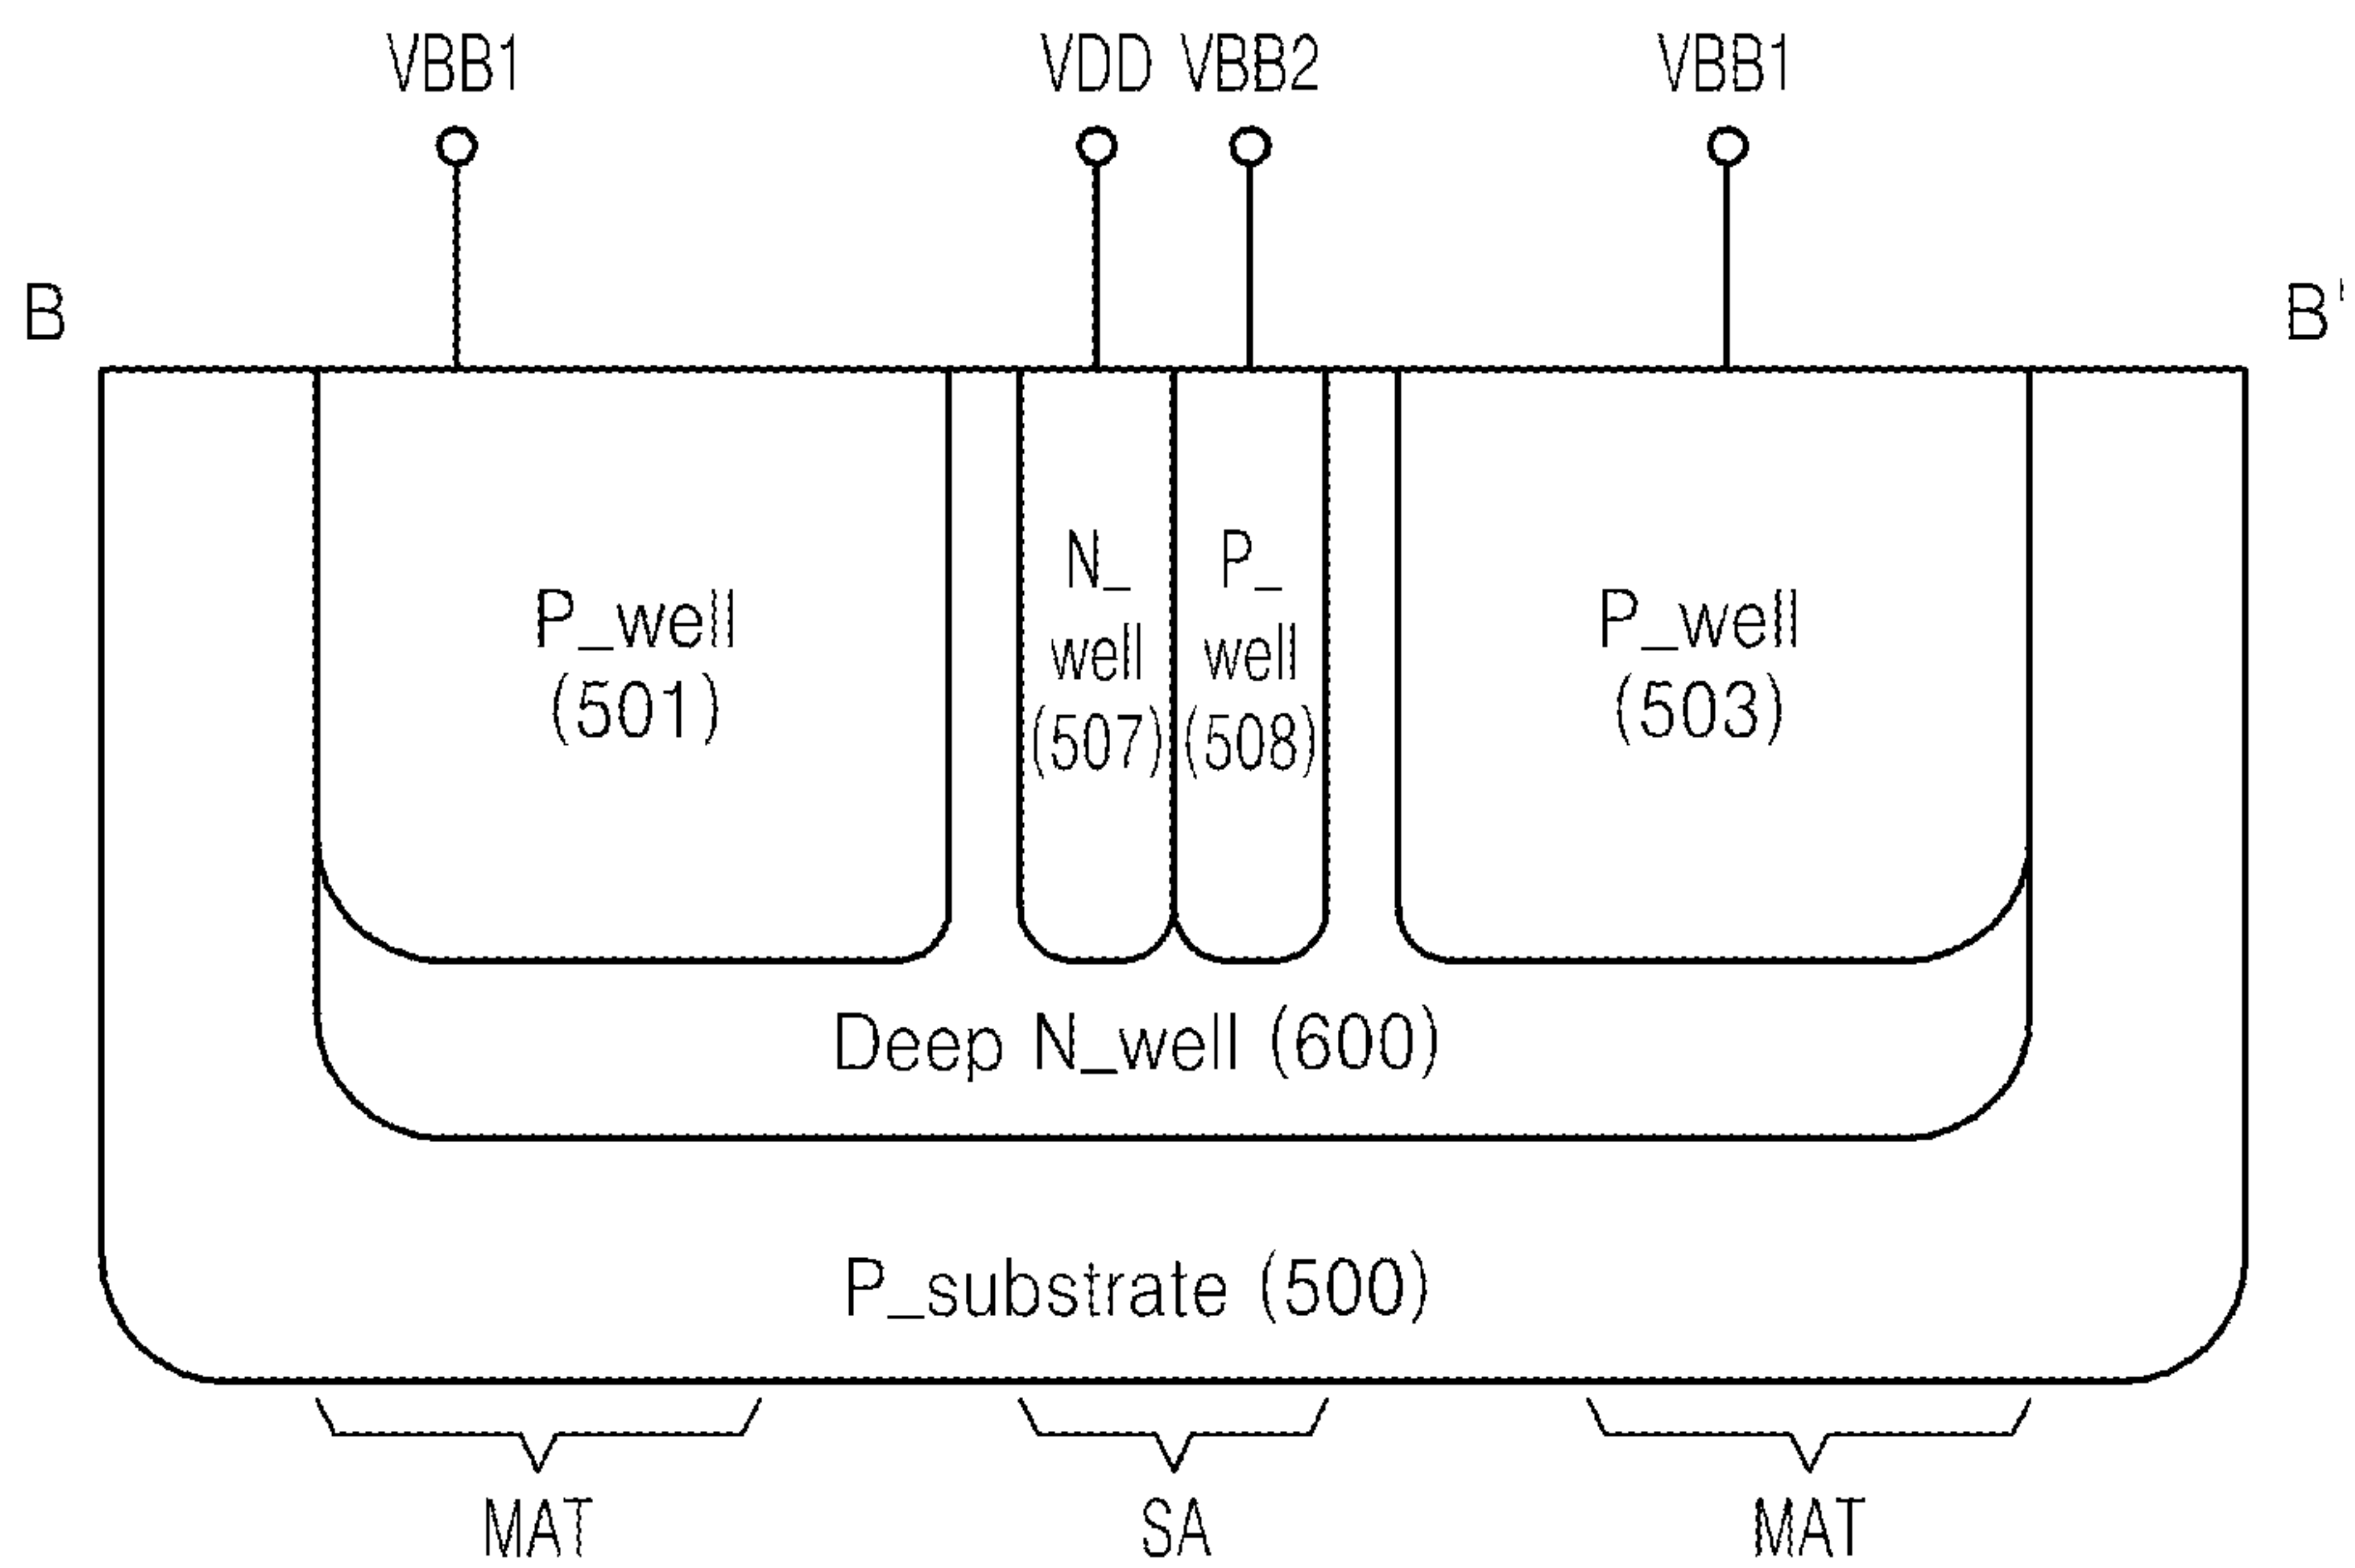 VBB1 VDD VBB2 VBB1
B B'
P_well
(501)
N_
well
(507)
P_
well
(508)
P_well
(503)
Deep N_well (600)
P_substrate (500)
MAT SA MAT